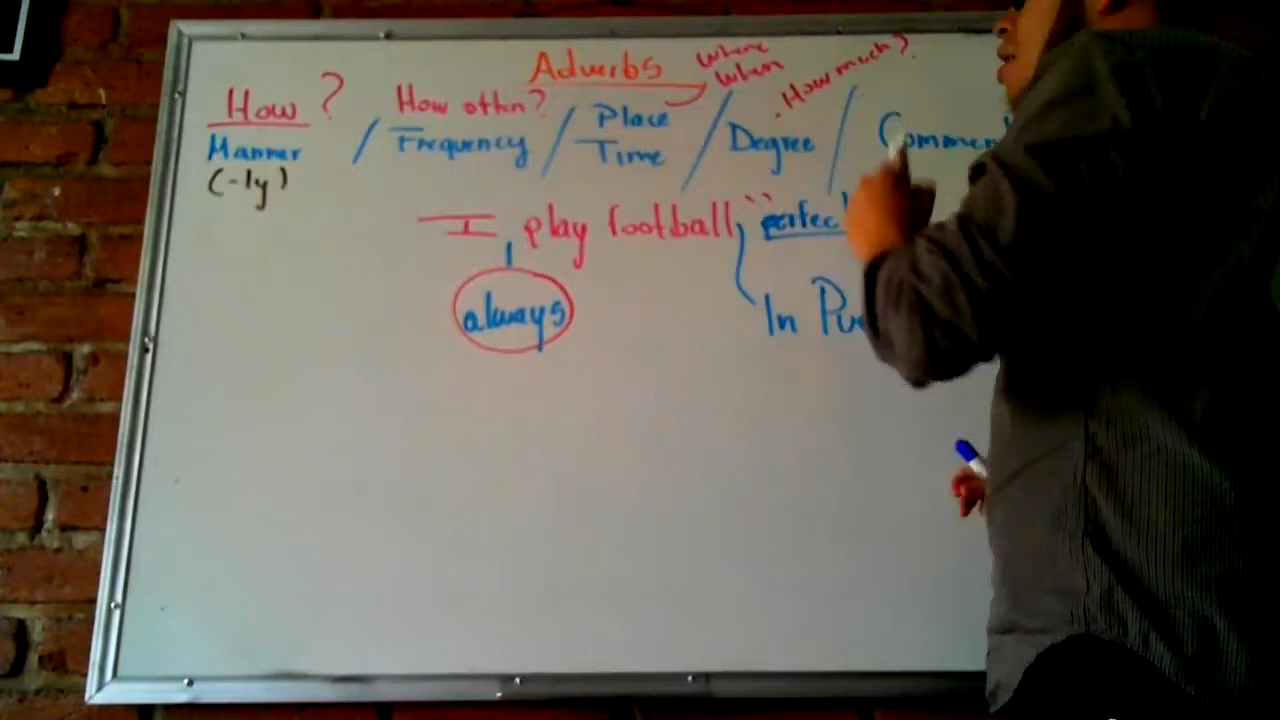 Adverbs
where
when
How much?
How ?
How often?
Manner / Frequency / Place Time / Degree /
(-ly)
I play football
always
In